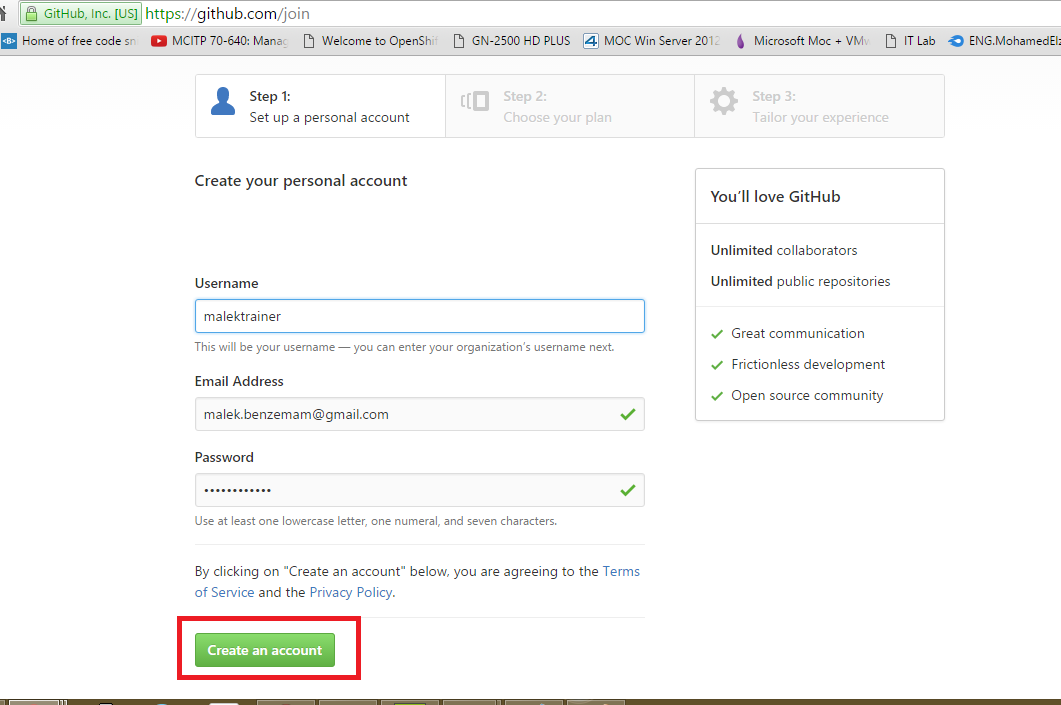 GitHub, Inc. [US] https://github.com/join
Home of free code sn
MCITP 70-640: Manag
Welcome to OpenShif
GN-2500 HD PLUS
MOC Win Server 2012
Microsoft Moc + VMw
IT Lab
ENG.MohamedElz
Step 1:
Set up a personal account
Step 2:
Choose your plan
Step 3:
Tailor your experience
Create your personal account
Username
malektrainer
This will be your username — you can enter your organization's username next.
Email Address
malek.benzemam@gmail.com
Password
••••••••••••
Use at least one lowercase letter, one numeral, and seven characters.
By clicking on "Create an account" below, you are agreeing to the Terms
of Service and the Privacy Policy.
Create an account
You'll love GitHub
Unlimited collaborators
Unlimited public repositories
Great communication
Frictionless development
Open source community